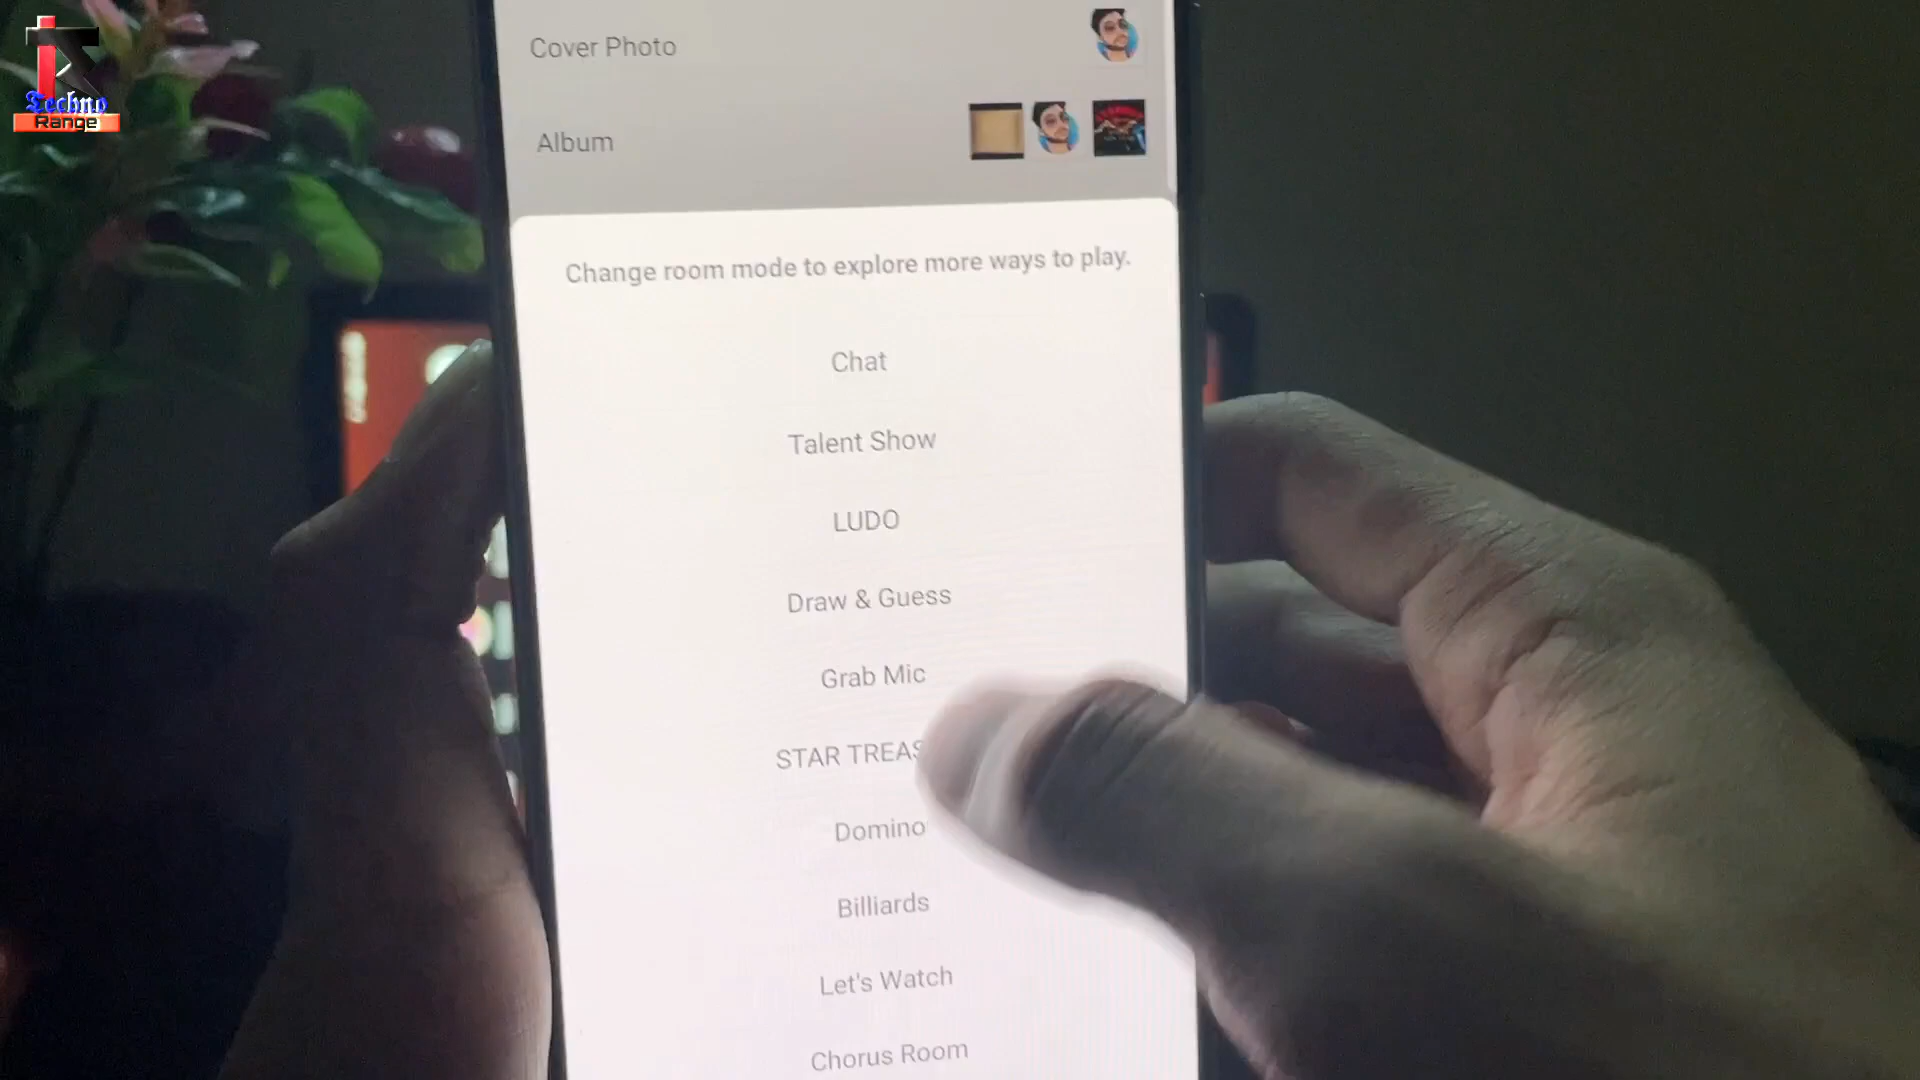 Techno
Range
Cover Photo
Album
Change room mode to explore more ways to play.
Chat
Talent Show
LUDO
Draw & Guess
Grab Mic
STAR
Domino
Billiards
Let's Watch
Chorus Room